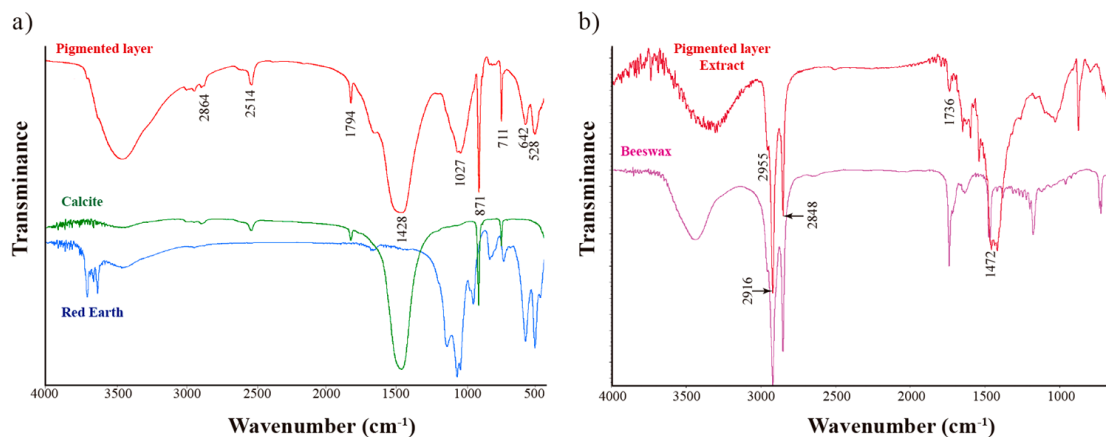 a)
Pigmented layer
2864
2514
1794
1428
1027
871
711
642
528
Calcite
Red Earth
Transminance
4000 3500 3000 2500 2000 1500 1000 500
Wavenumber (cm⁻¹)
b)
Pigmented layer
Extract
Beeswax
2955
2916
2848
1736
1472
Transminance
4000 3500 3000 2500 2000 1500 1000
Wavenumber (cm⁻¹)